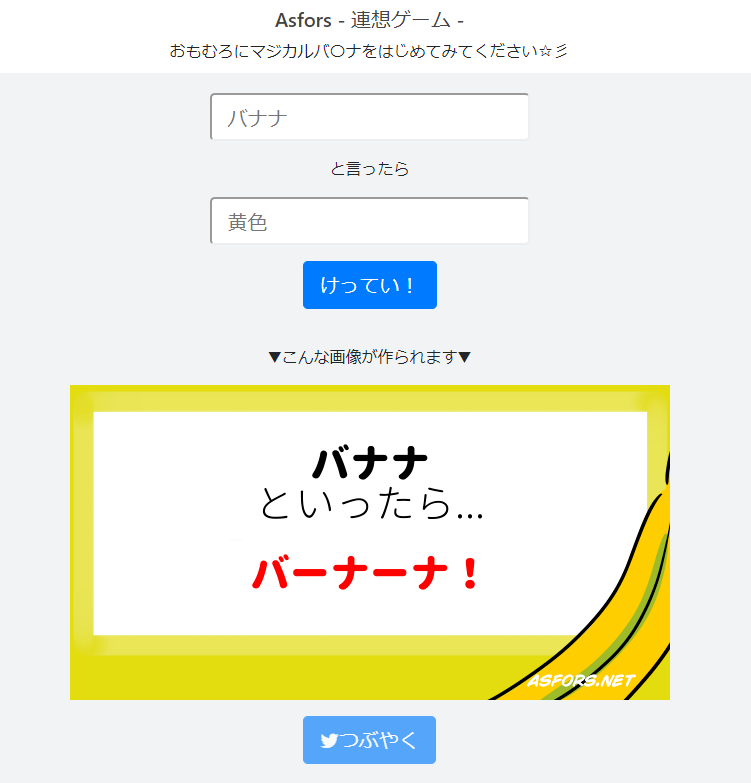 Asfors - 連想ゲーム -
おもむろにマジカルバ〇ナをはじめてみてください☆彡
バナナ
と言ったら
黄色
けってい！
▼こんな画像が作られます▼
バナナ
といったら...
バーナーナ！
ASFORS.NET
つぶやく